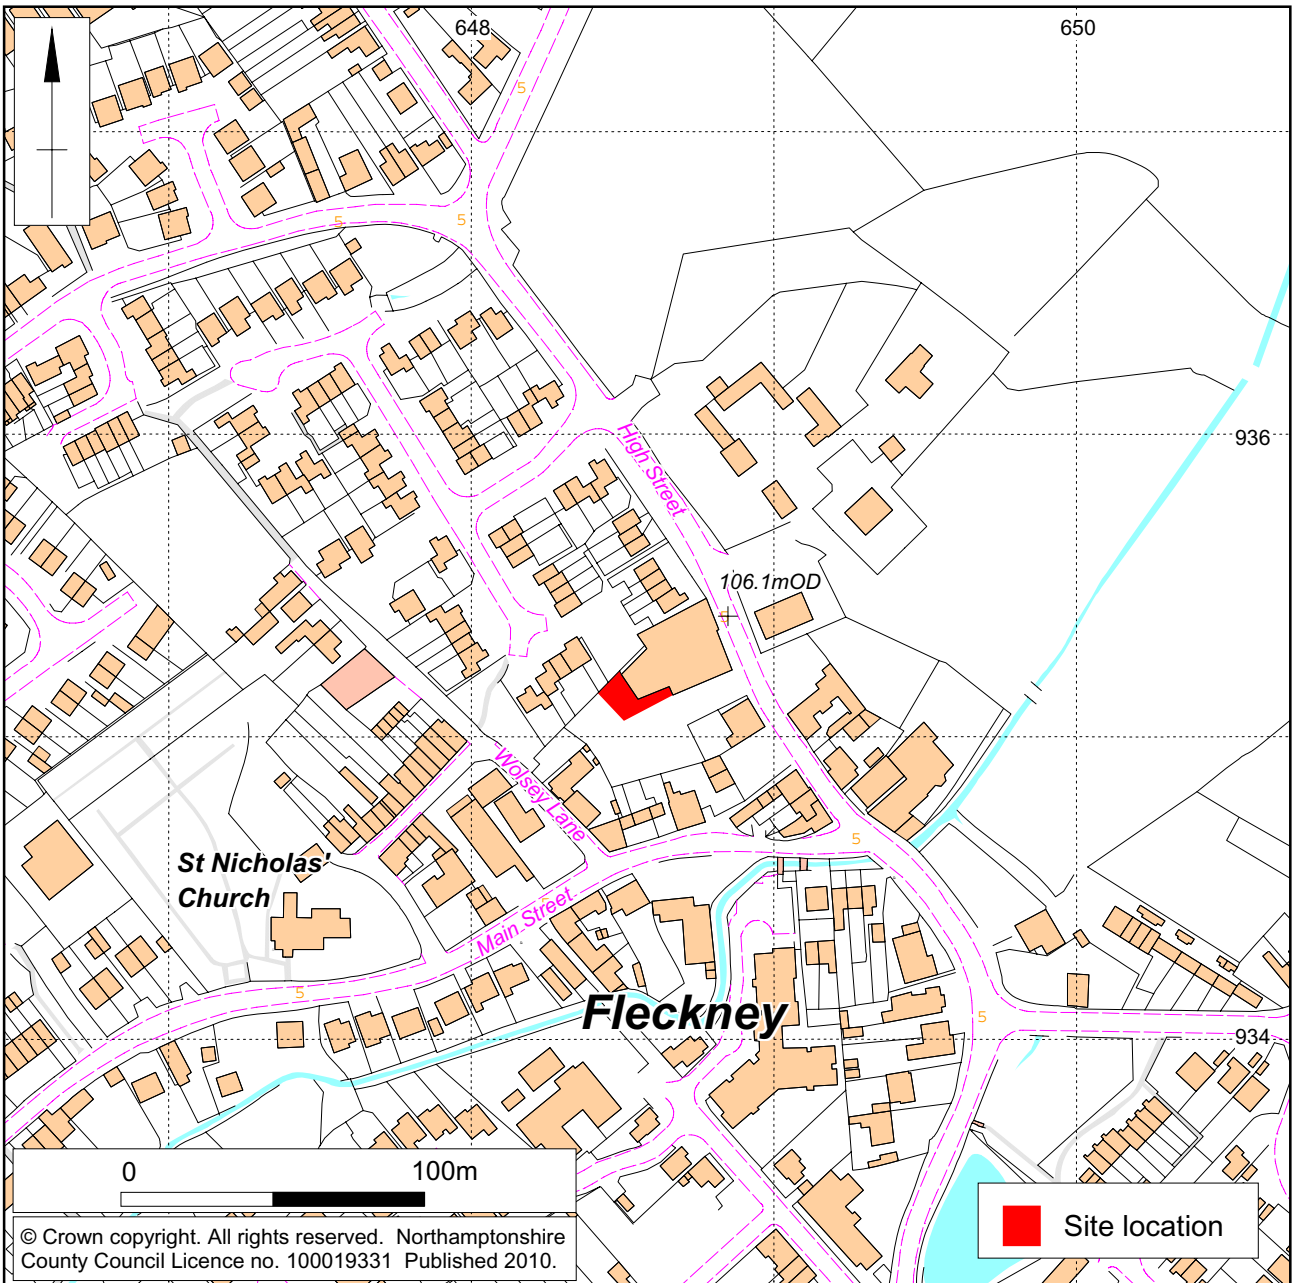 648
650
5
5
5
936
High Street
106.1mOD
Wolsey Lane
5
St Nicholas'
Church
Main Street
5
Fleckney
5
934
0 100m
© Crown copyright. All rights reserved. Northamptonshire
County Council Licence no. 100019331 Published 2010.
Site location